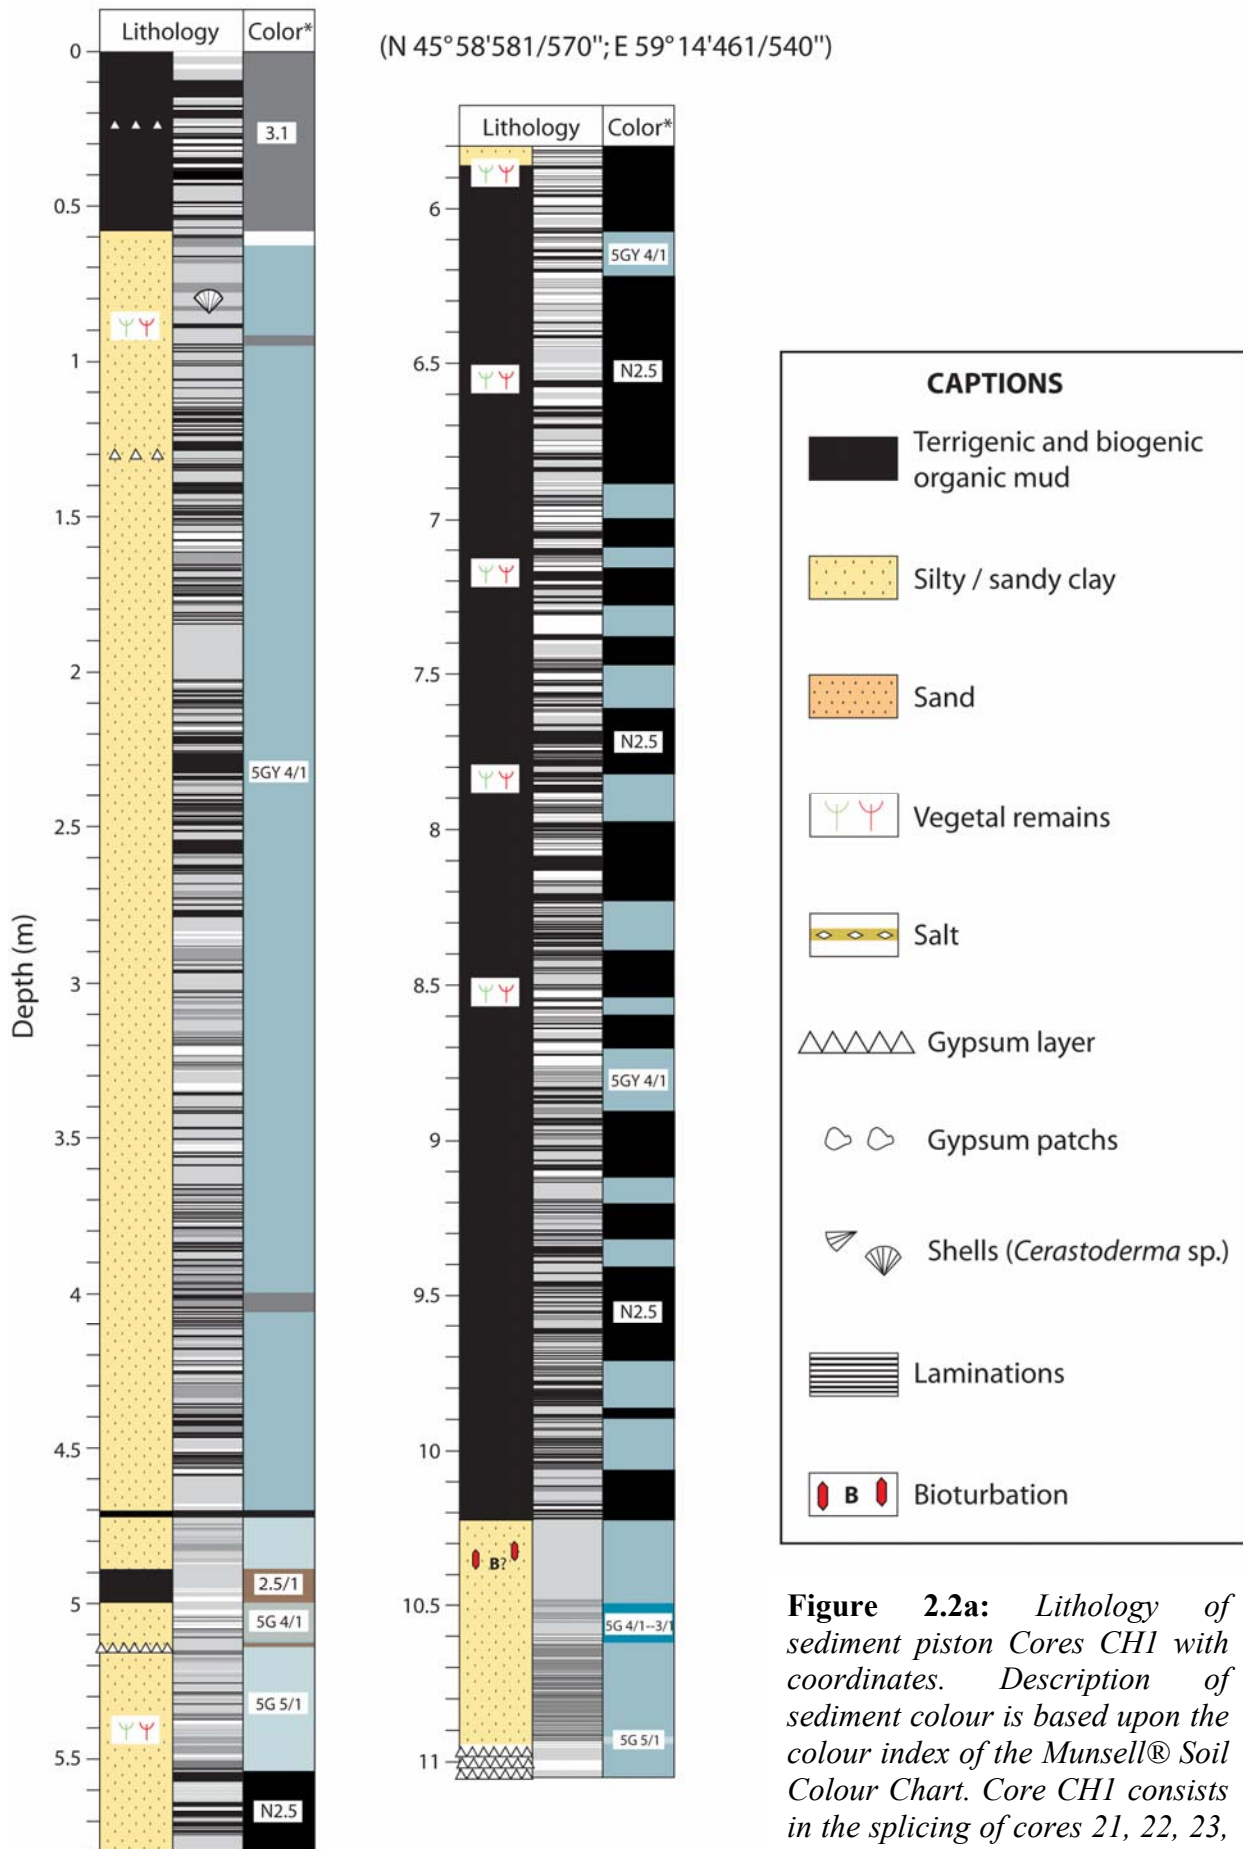 Lithology Color*
(N 45°58'581/570"; E 59°14'461/540")
0
0.5
1
1.5
2
2.5
3
3.5
4
4.5
5
5.5
Depth (m)
3.1
5GY 4/1
2.5/1
5G 4/1
5G 5/1
N2.5
Lithology Color*
6
6.5
7
7.5
8
8.5
9
9.5
10
10.5
11
5GY 4/1
N2.5
N2.5
5GY 4/1
N2.5
B?
5G 4/1--3/1
5G 5/1
CAPTIONS
Terrigenic and biogenic
organic mud
Silty / sandy clay
Sand
Vegetal remains
Salt
Gypsum layer
Gypsum patchs
Shells (Cerastoderma sp.)
Laminations
B Bioturbation
Figure 2.2a: Lithology of
sediment piston Cores CH1 with
coordinates. Description of
sediment colour is based upon the
colour index of the Munsell® Soil
Colour Chart. Core CH1 consists
in the splicing of cores 21, 22, 23,